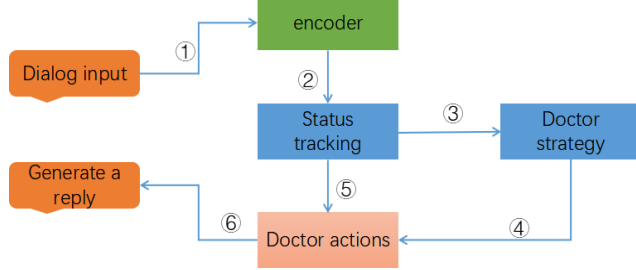 encoder
①
Dialog input
②
Status
tracking
③
Doctor
strategy
Generate a
reply
⑤
⑥
④
Doctor actions